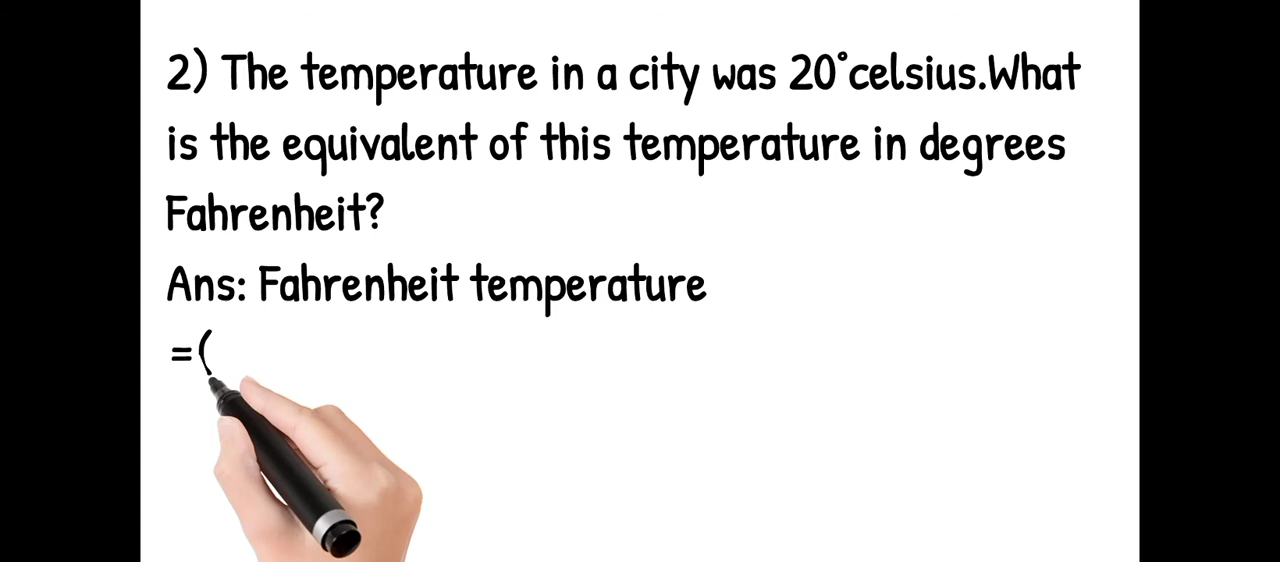 2) The temperature in a city was 20°celsius.What
is the equivalent of this temperature in degrees
Fahrenheit?
Ans: Fahrenheit temperature
=(